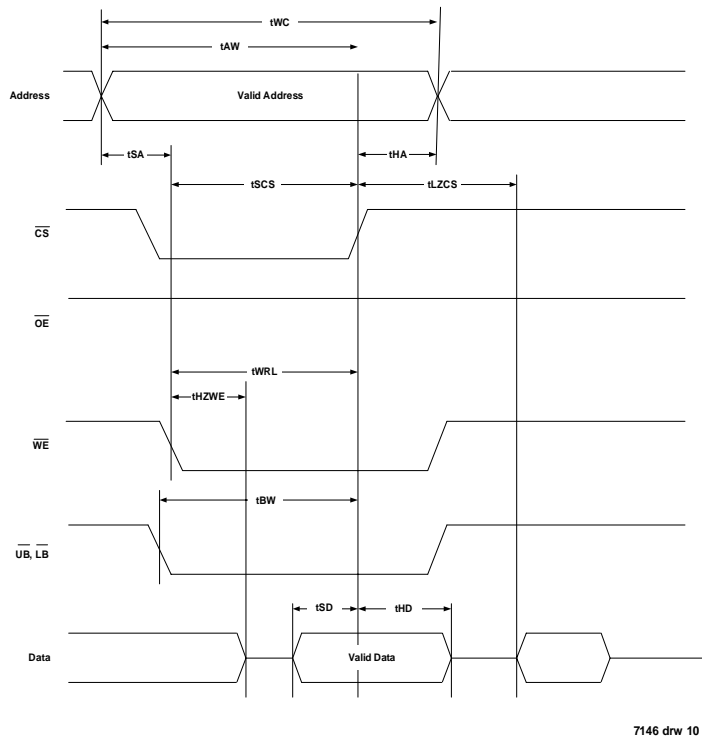 tWC
tAW
Address
Valid Address
tSA
tHA
tSCS
tLZCS
CS
OE
tWRL
tHZWE
WE
tBW
UB, LB
tSD
tHD
Data
Valid Data
7146 drw 10